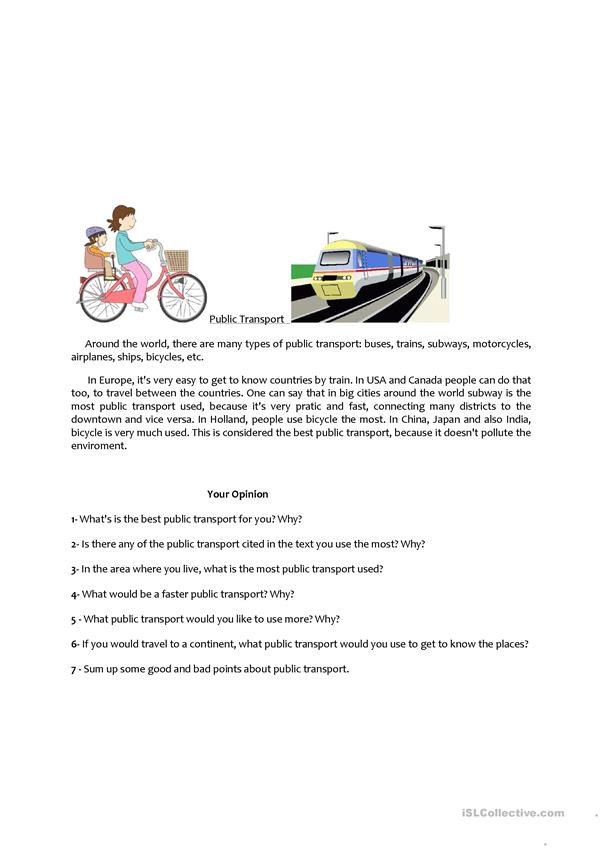 Public Transport
Around the world, there are many types of public transport: buses, trains, subways, motorcycles,
airplanes, ships, bicycles, etc.
In Europe, it's very easy to get to know countries by train. In USA and Canada people can do that
too, to travel between the countries. One can say that in big cities around the world subway is the
most public transport used, because it's very pratic and fast, connecting many districts to the
downtown and vice versa. In Holland, people use bicycle the most. In China, Japan and also India,
bicycle is very much used. This is considered the best public transport, because it doesn't pollute the
enviroment.
Your Opinion
1- What's is the best public transport for you? Why?
2- Is there any of the public transport cited in the text you use the most? Why?
3- In the area where you live, what is the most public transport used?
4- What would be a faster public transport? Why?
5 - What public transport would you like to use more? Why?
6- If you would travel to a continent, what public transport would you use to get to know the places?
7 - Sum up some good and bad points about public transport.
iSLCollective.com